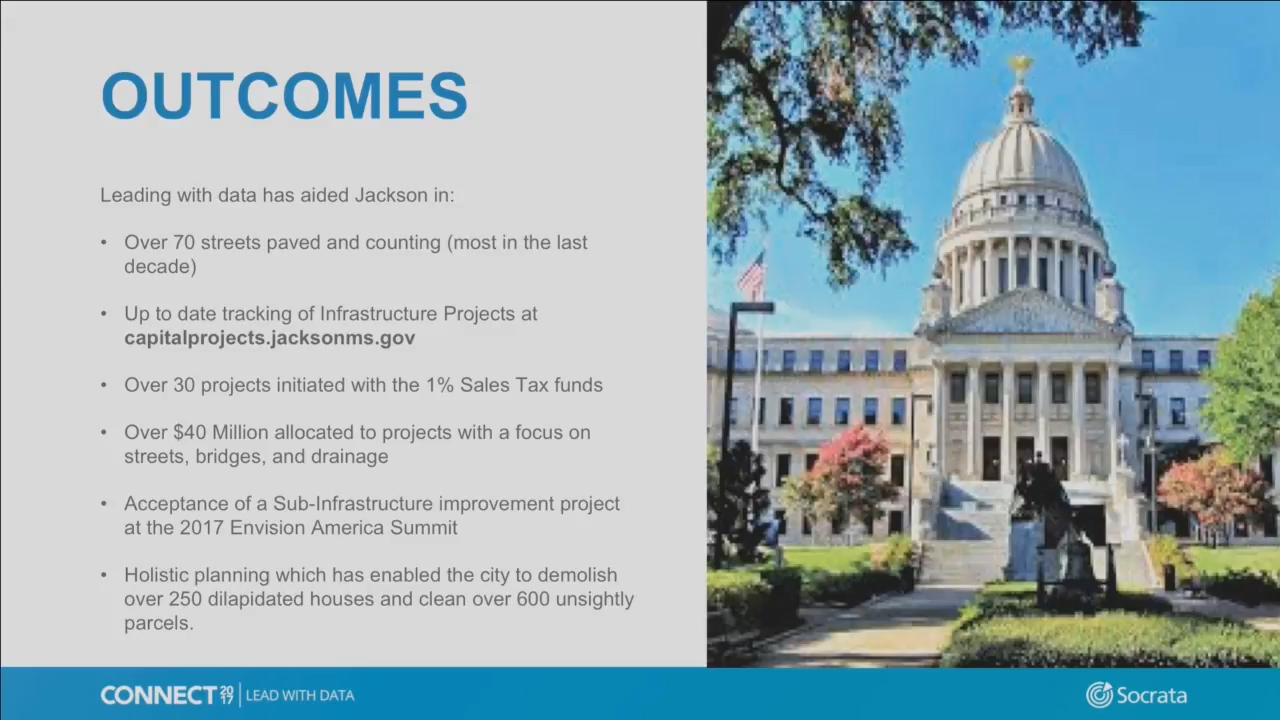 OUTCOMES
Leading with data has aided Jackson in:
• Over 70 streets paved and counting (most in the last
decade)
• Up to date tracking of Infrastructure Projects at
capitalprojects.jacksonms.gov
• Over 30 projects initiated with the 1% Sales Tax funds
• Over $40 Million allocated to projects with a focus on
streets, bridges, and drainage
• Acceptance of a Sub-Infrastructure improvement project
at the 2017 Envision America Summit
• Holistic planning which has enabled the city to demolish
over 250 dilapidated houses and clean over 600 unsightly
parcels.
CONNECT 2017 | LEAD WITH DATA
Socrata